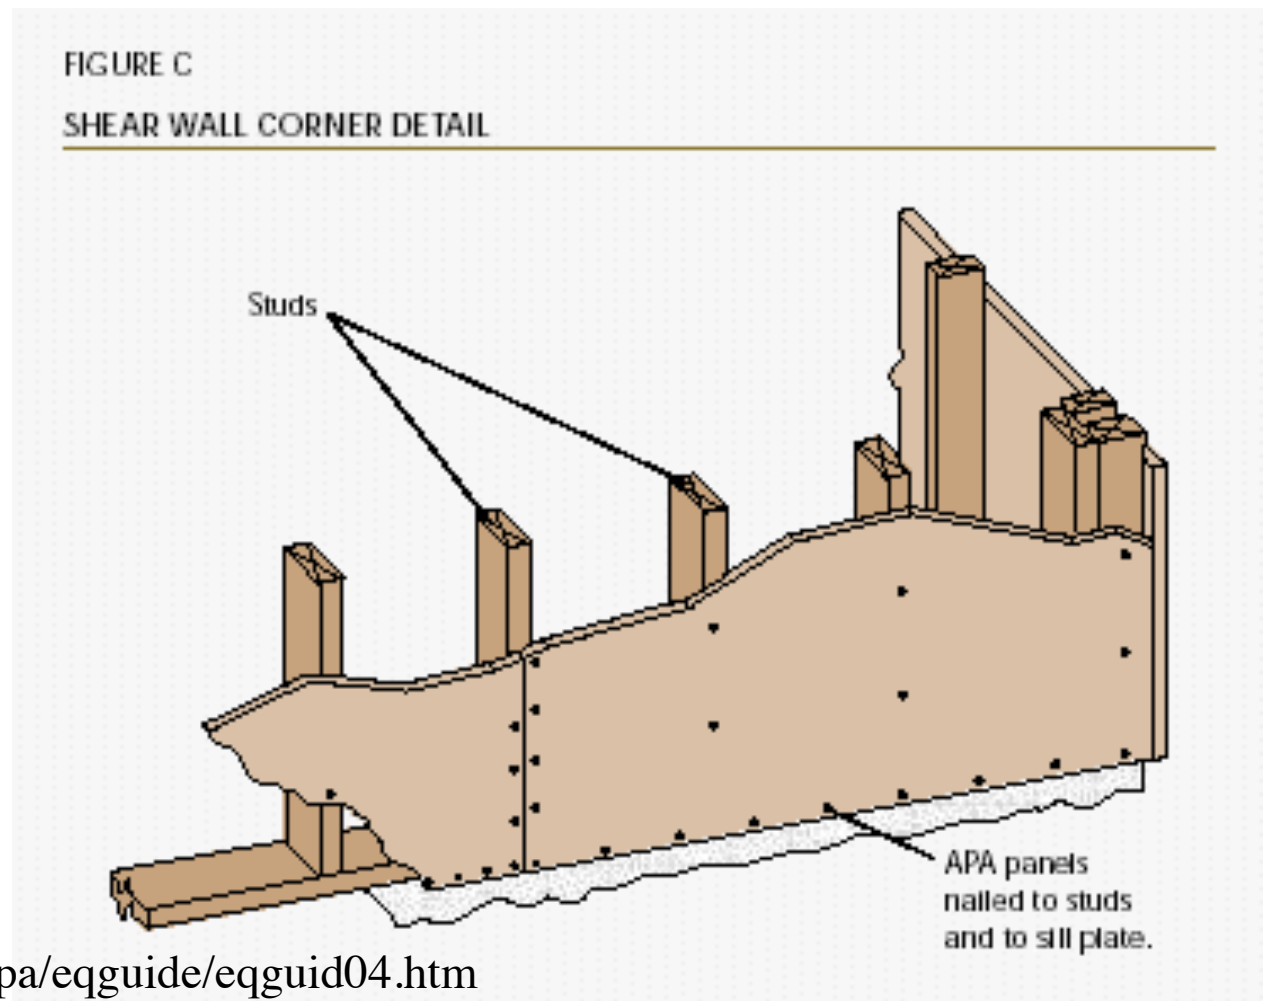 FIGURE C
SHEAR WALL CORNER DETAIL
Studs
APA panels
nailed to studs
and to sill plate.
pa/eqguide/eqguid04.htm